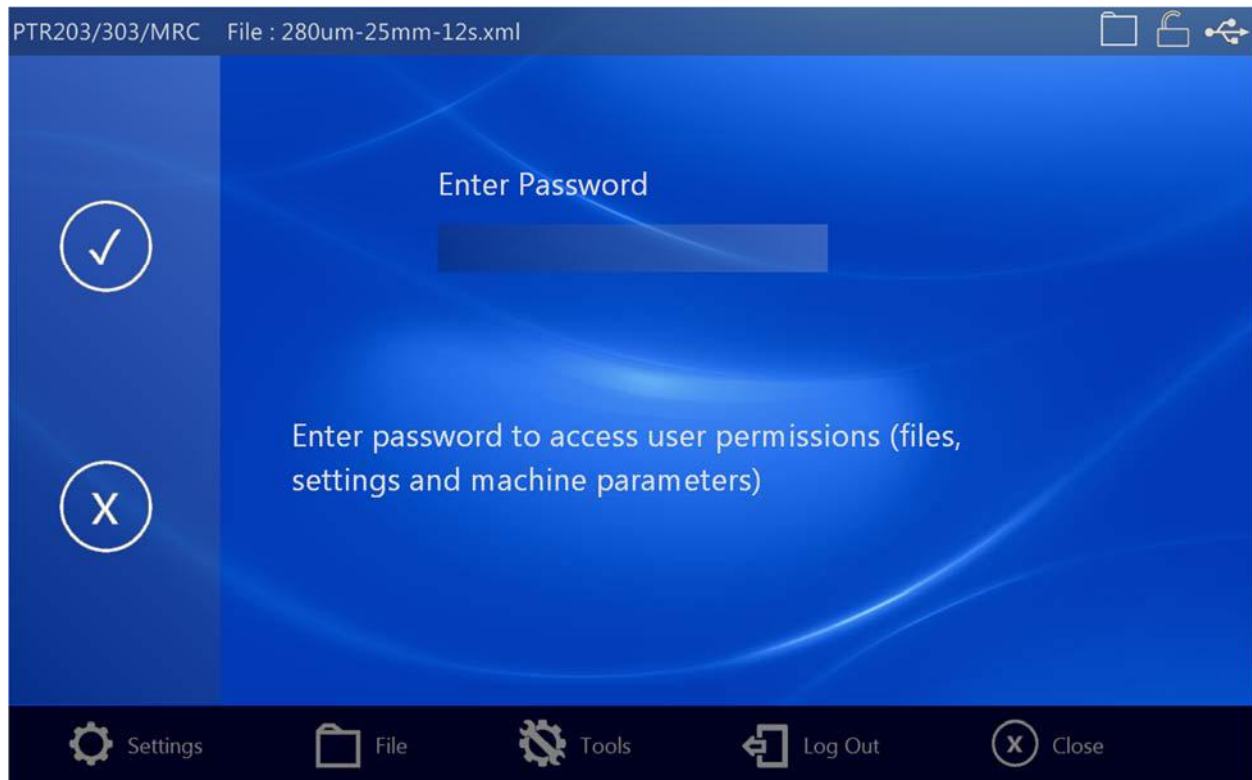 PTR203/303/MRC File : 280um-25mm-12s.xml
Enter Password
Enter password to access user permissions (files,
settings and machine parameters)
X
Settings File Tools Log Out X Close